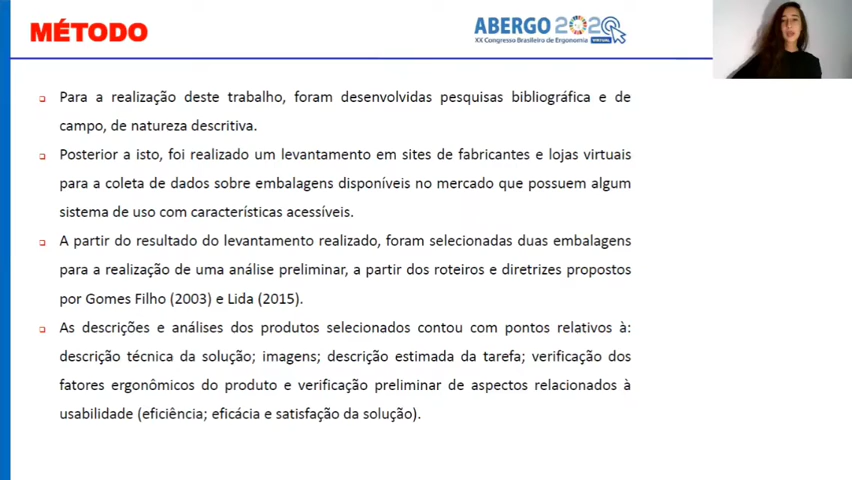 MÉTODO
ABERGO 2020
XX Congresso Brasileiro de Ergonomia VIRTUAL
Para a realização deste trabalho, foram desenvolvidas pesquisas bibliográfica e de
campo, de natureza descritiva.
Posterior a isto, foi realizado um levantamento em sites de fabricantes e lojas virtuais
para a coleta de dados sobre embalagens disponíveis no mercado que possuem algum
sistema de uso com características acessíveis.
A partir do resultado do levantamento realizado, foram selecionadas duas embalagens
para a realização de uma análise preliminar, a partir dos roteiros e diretrizes propostos
por Gomes Filho (2003) e Lida (2015).
As descrições e análises dos produtos selecionados contou com pontos relativos à:
descrição técnica da solução; imagens; descrição estimada da tarefa; verificação dos
fatores ergonômicos do produto e verificação preliminar de aspectos relacionados à
usabilidade (eficiência; eficácia e satisfação da solução).